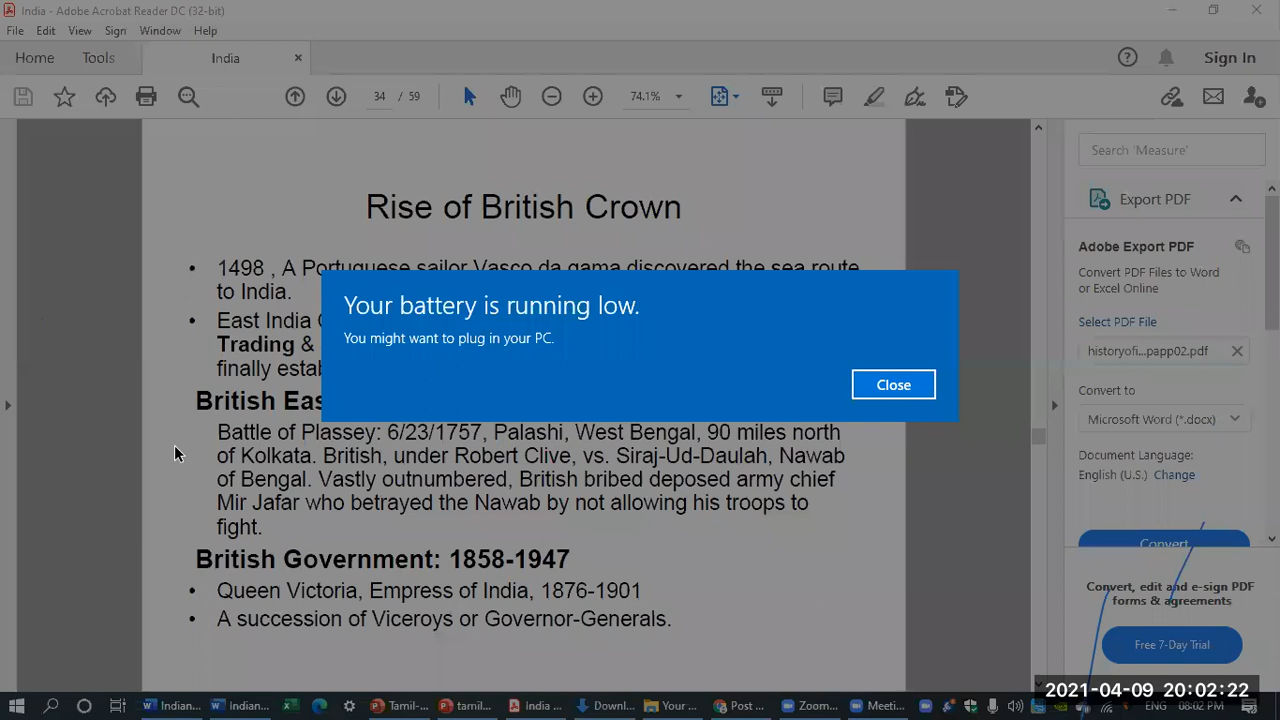 India - Adobe Acrobat Reader DC (32-bit)
File Edit View Sign Window Help
Home Tools India Sign In
34 / 59 74.1%
Rise of British Crown
• 1498 , A Portuguese sailor Vasco da gama discovered the sea route
to India.
• East India
Trading &
finally
British
Battle of Plassey: 6/23/1757, Palashi, West Bengal, 90 miles north
of Kolkata. British, under Robert Clive, vs. Siraj-Ud-Daulah, Nawab
of Bengal. Vastly outnumbered, British bribed deposed army chief
Mir Jafar who betrayed the Nawab by not allowing his troops to
fight.
British Government: 1858-1947
• Queen Victoria, Empress of India, 1876-1901
• A succession of Viceroys or Governor-Generals.
Your battery is running low.
You might want to plug in your PC.
Close
Search 'Measure'
Export PDF
Adobe Export PDF
Convert PDF Files to Word
or Excel Online
Select PDF File
historyofi...papp02.pdf
Convert to
Microsoft Word (*.docx)
Document Language:
English (U.S.) Change
Convert
Convert, edit and e-sign PDF
forms & agreements
Free 7-Day Trial
Indian... Indian... Tamil-... tamil... India ... Downl... Your ... Post ... Zoom... Meeti... ENG 08:02 PM
2021-04-09 20:02:22